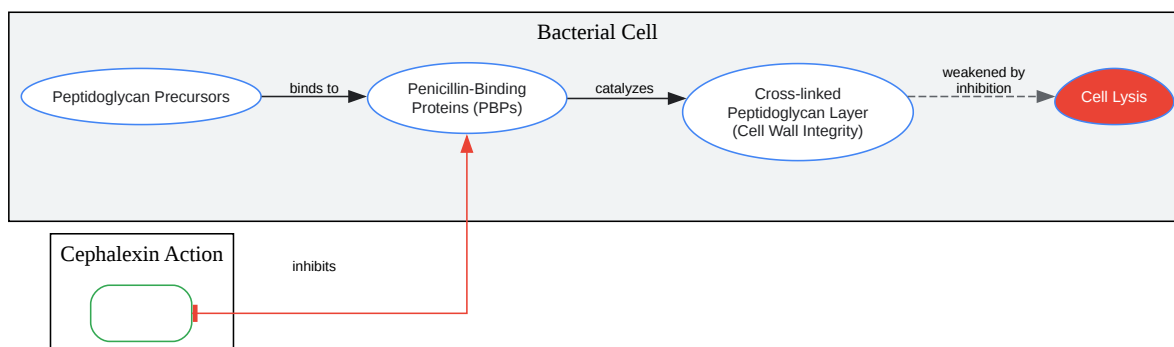 Bacterial Cell
Peptidoglycan Precursors
binds to
Penicillin-Binding
Proteins (PBPs)
catalyzes
Cross-linked
Peptidoglycan Layer
(Cell Wall Integrity)
weakened by
inhibition
Cell Lysis
Cephalexin Action
inhibits